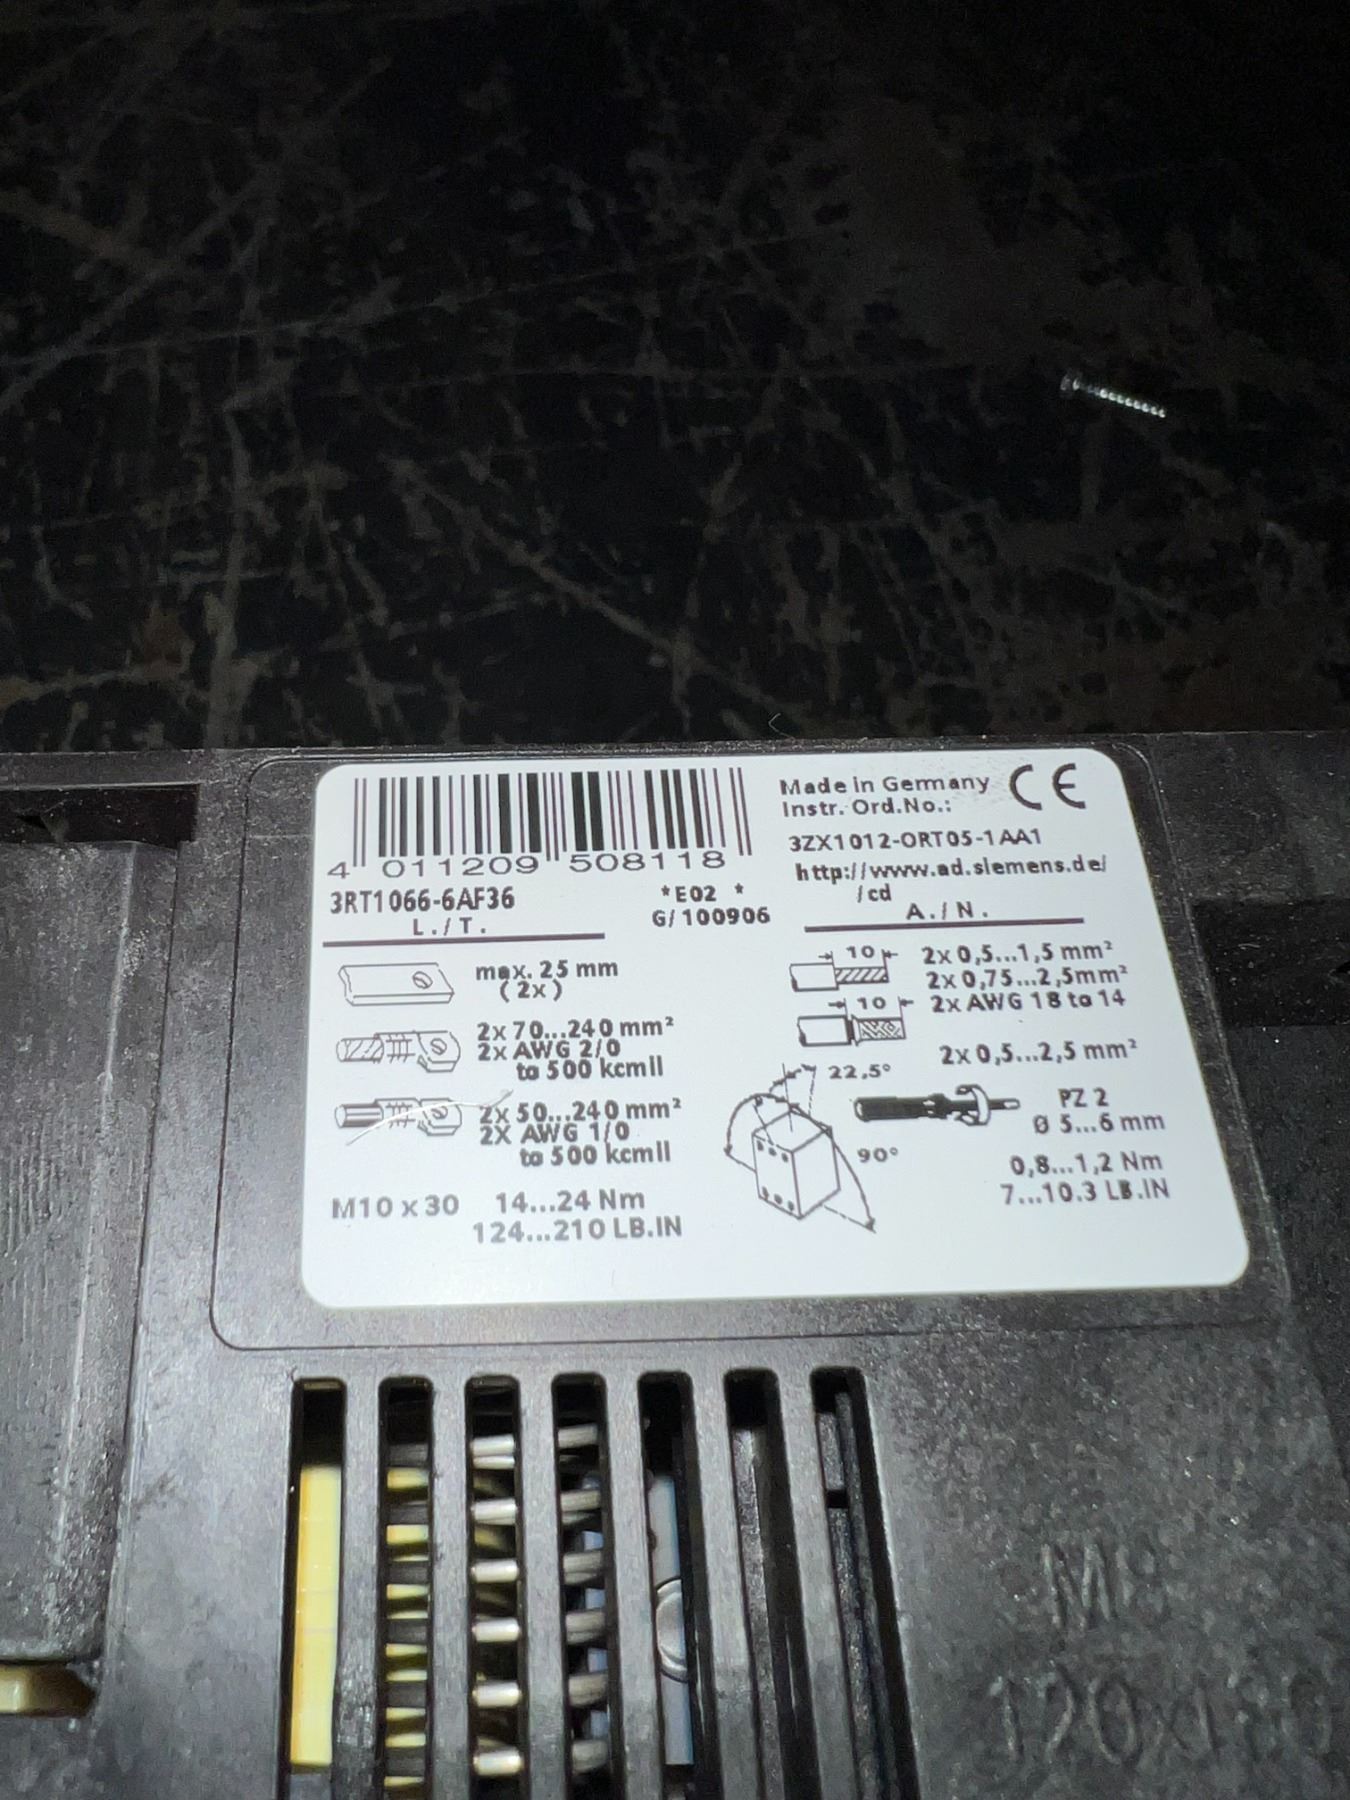 4 011209 508118
3RT1066-6AF36
*E02 *
G/100906
Made in Germany CE
Instr. Ord.No.:
3ZX1012-0RT05-1AA1
http://www.ad.siemens.de/
/cd
L./T.
max. 25 mm
(2x)
2x 70...240 mm²
2x AWG 2/0
to 500 kcmil
2x 50...240 mm²
2X AWG 1/0
to 500 kcmil
M10 x 30 14...24 Nm
124...210 LB.IN
A./N.
10 2x 0,5...1,5 mm²
2x 0,75...2,5mm²
10 2x AWG 18 to 14
2x 0,5...2,5 mm²
22,5°
PZ 2
Ø 5...6 mm
90°
0,8...1,2 Nm
7...10.3 LB.IN